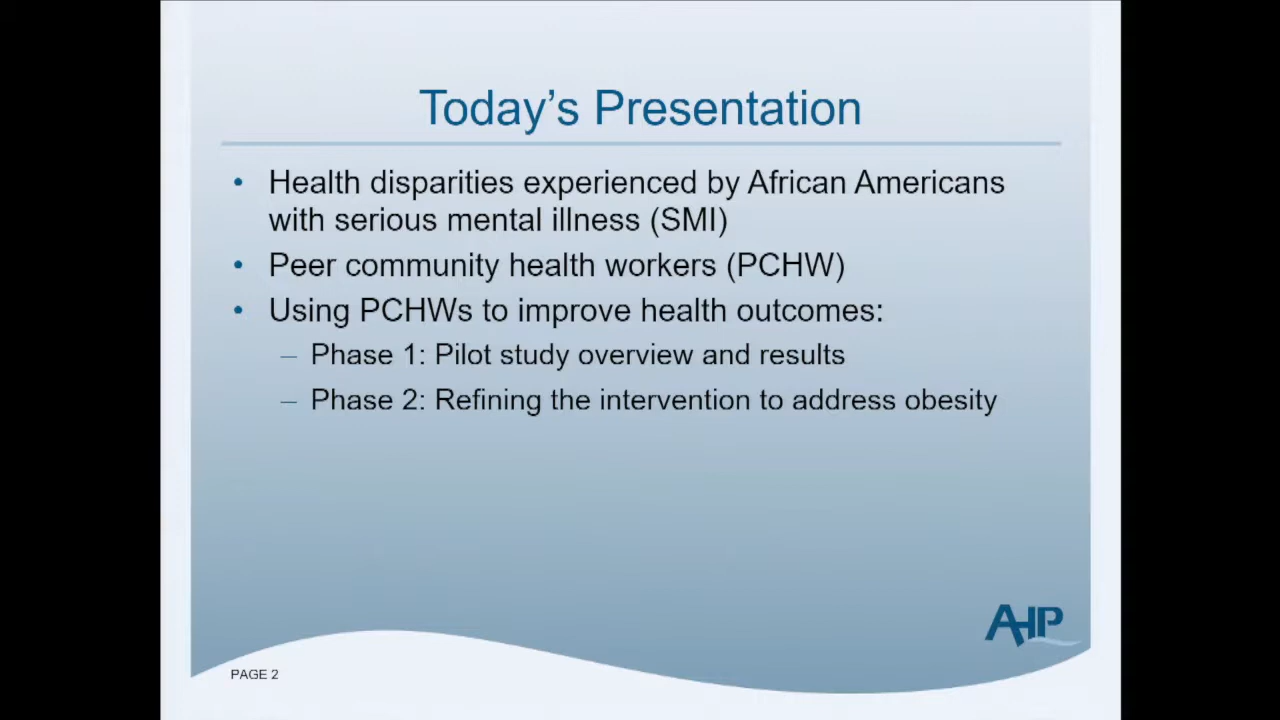 Today’s Presentation
• Health disparities experienced by African Americans
with serious mental illness (SMI)
• Peer community health workers (PCHW)
• Using PCHWs to improve health outcomes:
– Phase 1: Pilot study overview and results
– Phase 2: Refining the intervention to address obesity
AHP
PAGE 2